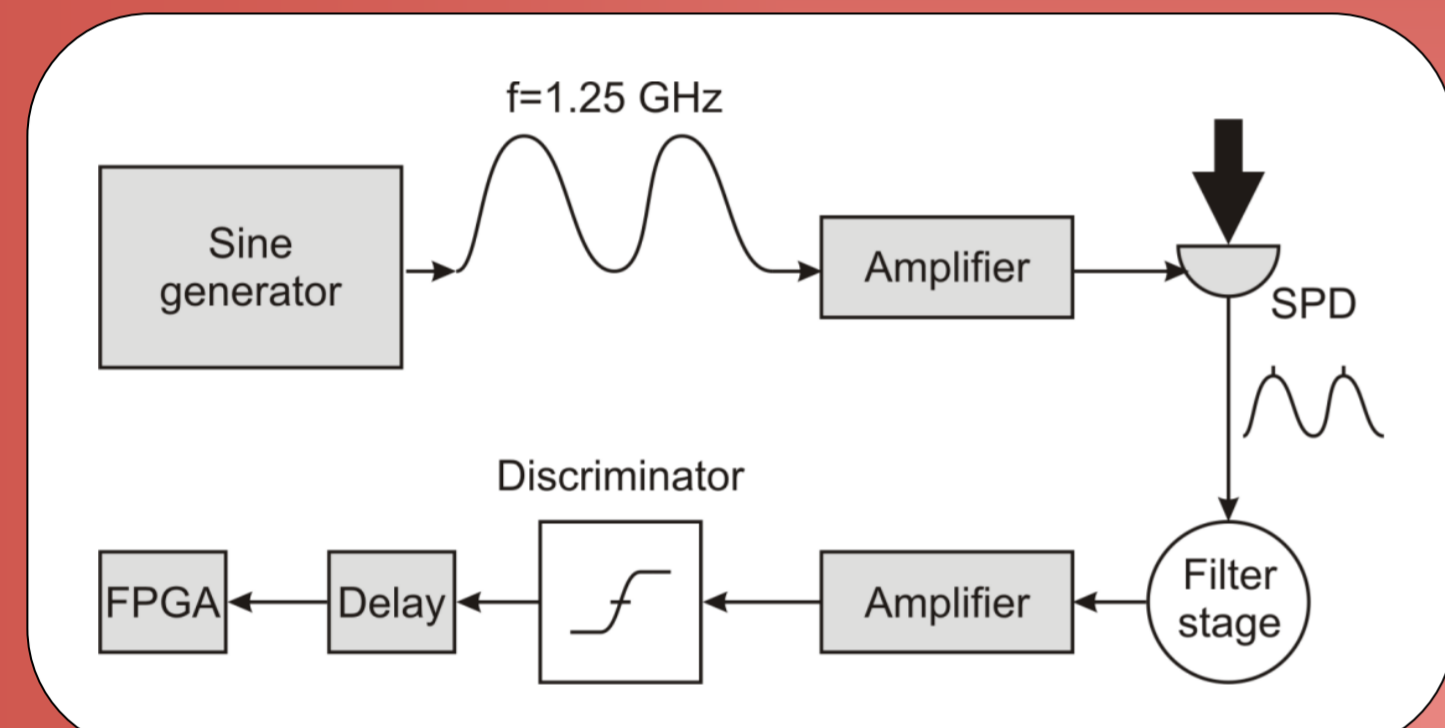 f=1.25 GHz
Sine
generator
Amplifier
SPD
Discriminator
FPGA
Delay
Amplifier
Filter
stage